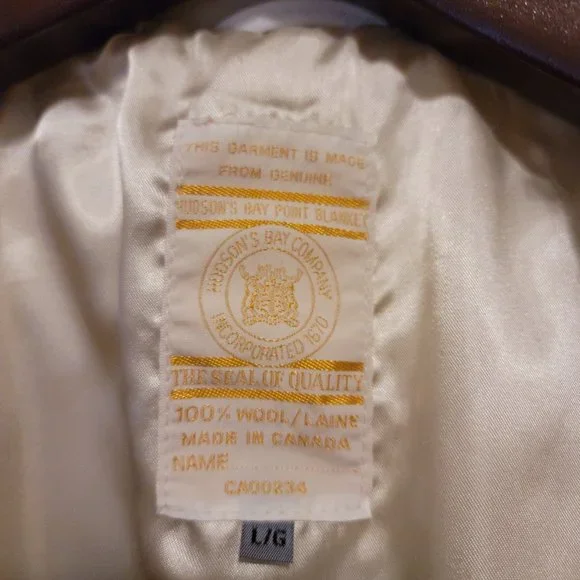 THIS GARMENT IS MADE
FROM GENUINE
HUDSON'S BAY POINT BLANKET
HUDSON'S BAY COMPANY
INCORPORATED 1670
THE SEAL OF QUALITY
100% WOOL/LAINE
MADE IN CANADA
NAME
CA00234
L/G